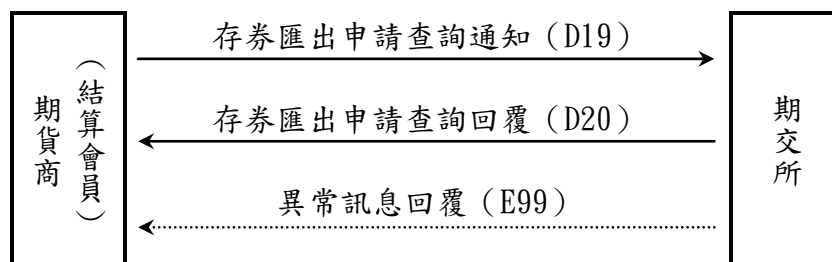 存券匯出申請查詢通知（D19）
（結算會員）
期貨商
存券匯出申請查詢回覆（D20）
期交所
異常訊息回覆（E99）